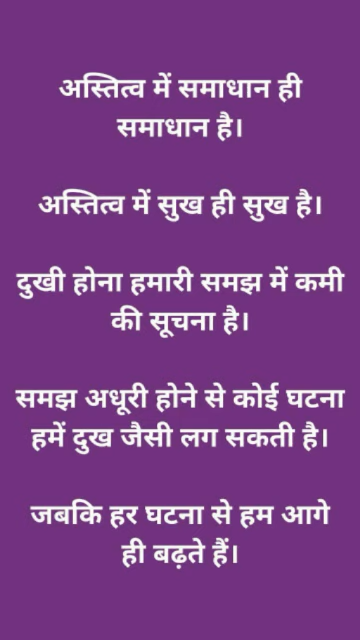 अस्तित्व में समाधान ही
समाधान है।
अस्तित्व में सुख ही सुख है।
दुखी होना हमारी समझ में कमी
की सूचना है।
समझ अधूरी होने से कोई घटना
हमें दुख जैसी लग सकती है।
जबकि हर घटना से हम आगे
ही बढ़ते हैं।